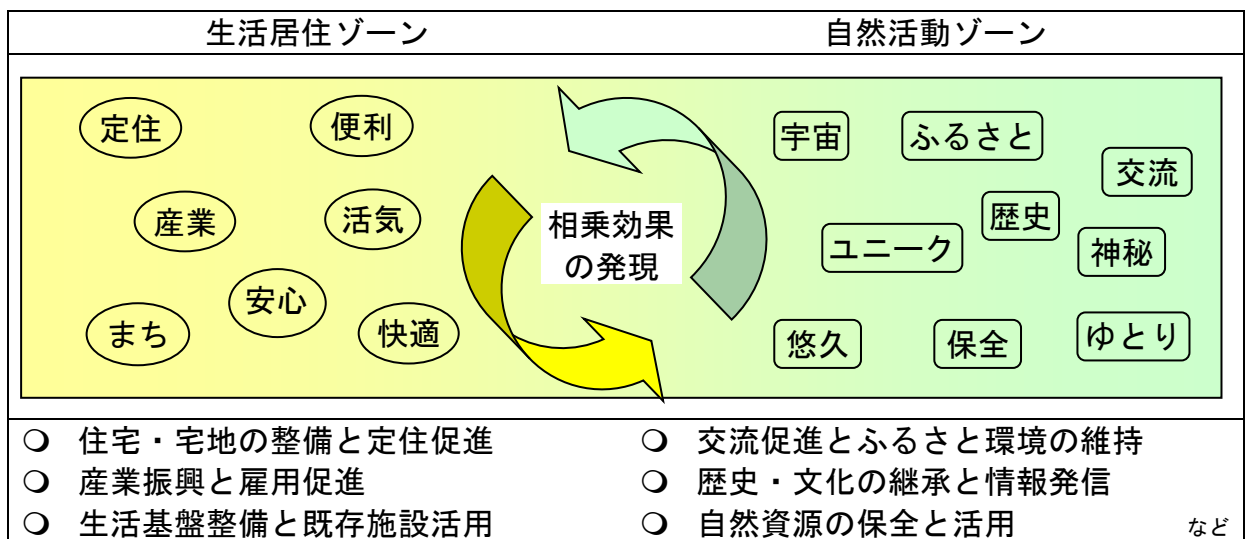 生活居住ゾーン
自然活動ゾーン
定住
便利
産業
活気
安心
まち
快適
相乗効果
の発現
宇宙
ふるさと
交流
歴史
ユニーク
神秘
悠久
保全
ゆとり
○ 住宅・宅地の整備と定住促進
○ 産業振興と雇用促進
○ 生活基盤整備と既存施設活用
○ 交流促進とふるさと環境の維持
○ 歴史・文化の継承と情報発信
○ 自然資源の保全と活用 など